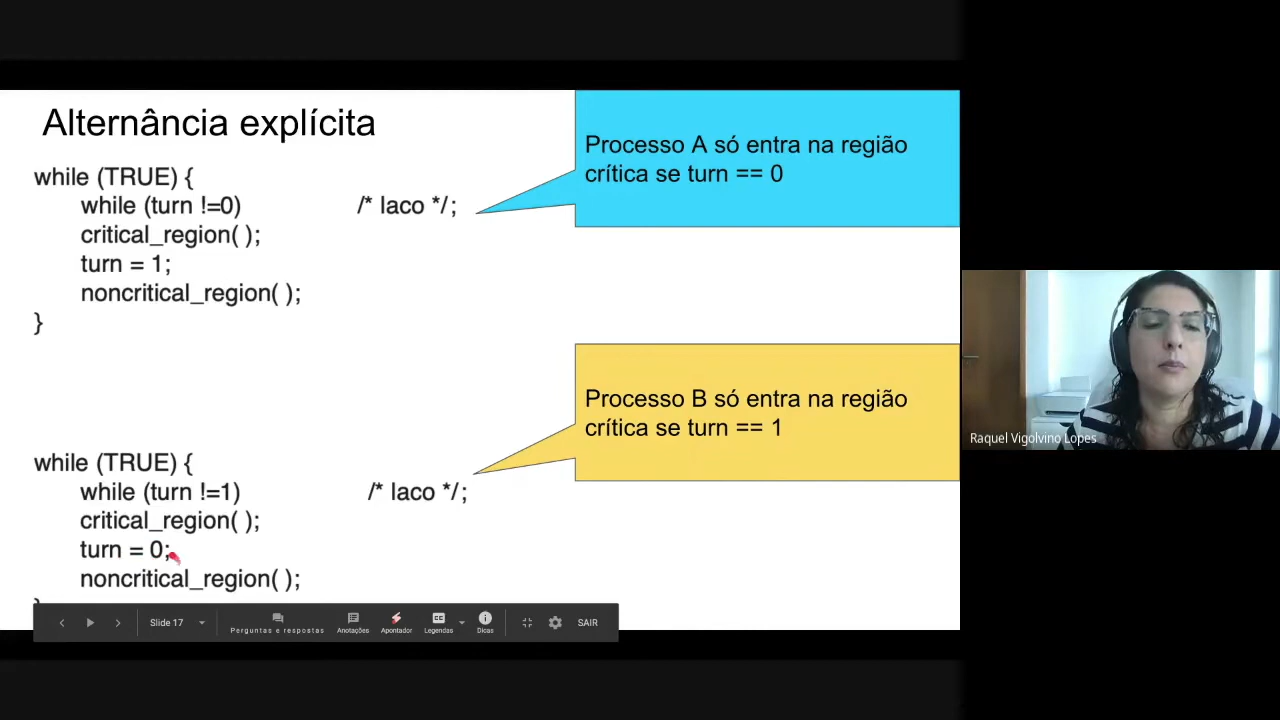 Alternância explícita
while (TRUE) {
while (turn !=0) /* laco */;
critical_region( );
turn = 1;
noncritical_region( );
}
Processo A só entra na região
crítica se turn == 0
Processo B só entra na região
crítica se turn == 1
while (TRUE) {
while (turn !=1) /* laco */;
critical_region( );
turn = 0;
noncritical_region( );
Raquel Vigolvino Lopes
Slide 17
Perguntas e respostas
Anotações
Apontador
CC
Legendas
Dicas
SAIR